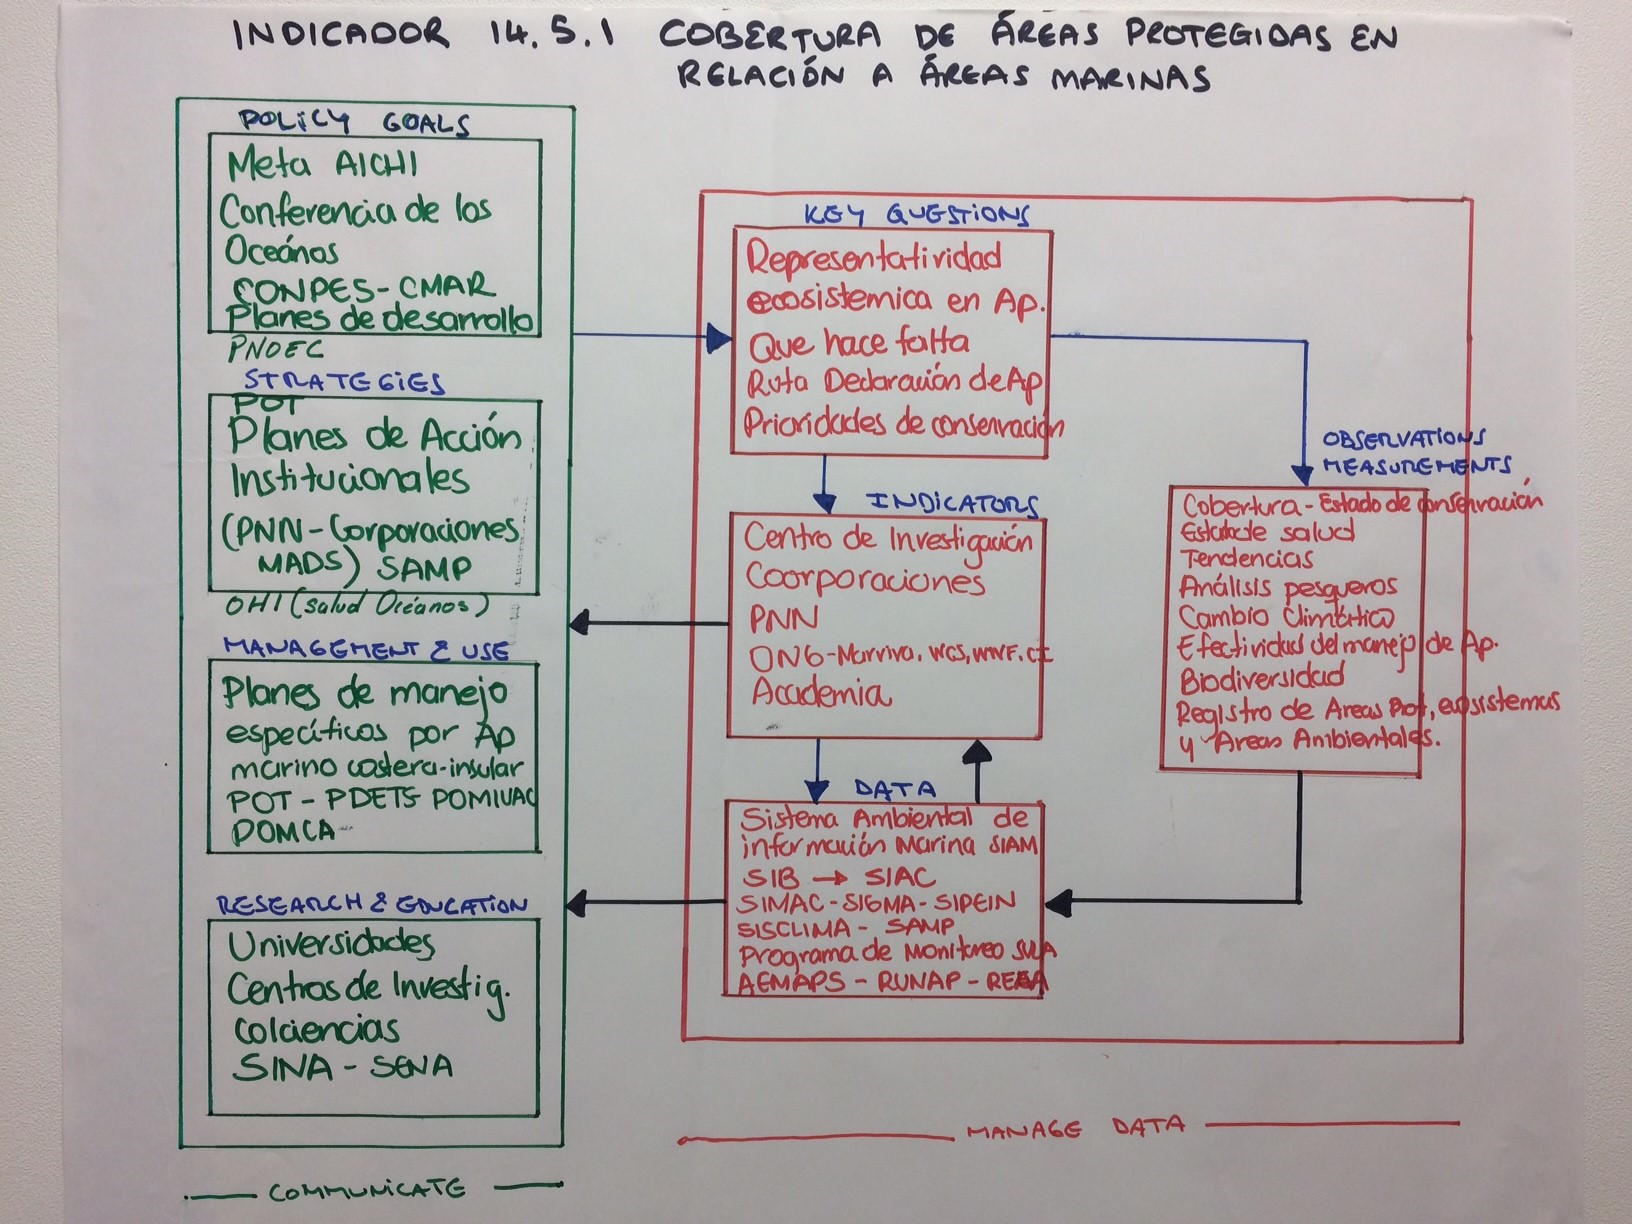 INDICADOR 14.5.1 COBERTURA DE ÁREAS PROTEGIDAS EN
RELACIÓN A ÁREAS MARINAS
POLICY GOALS
Meta AICHI
Conferencia de los
Oceános
CONPES - CMAR
Planes de desarrollo
PNOEC
STRATEGIES
POT
Planes de Acción
Institucionales
(PNN - Corporaciones
MADS) SAMP
OHI (salud Océanos)
MANAGEMENT & USE
Planes de manejo
específicos por Ap
marino costera-insular
POT - PDETS POMIUAC
POMCA
RESEARCH & EDUCATION
Universidades
Centros de Investig.
Colciencias
SINA - SENA
COMMUNICATE
KEY QUESTIONS
Representatividad
ecosistemica en Ap.
Que hace falta
Ruta Declaración de Ap
Prioridades de conservación
INDICATORS
Centro de Investigación
Coorporaciones
PNN
ONG - Marviva, WCS, WWF, CI
Academia
DATA
Sistema Ambiental de
información Marina SIAM
SIB → SIAC
SIMAC - SIGMA - SIPEIN
SISCLIMA - SAMP
Programa de Monitoreo
AEMAPS - RUNAP -
OBSERVATIONS
MEASUREMENTS
Cobertura - Estado de conservación
Estado de salud
Tendencias
Análisis pesqueros
Cambio Climático
Efectividad del manejo de Ap.
Biodiversidad
Registro de Areas Prot, ecosistemas
y Areas Ambientales.
MANAGE DATA